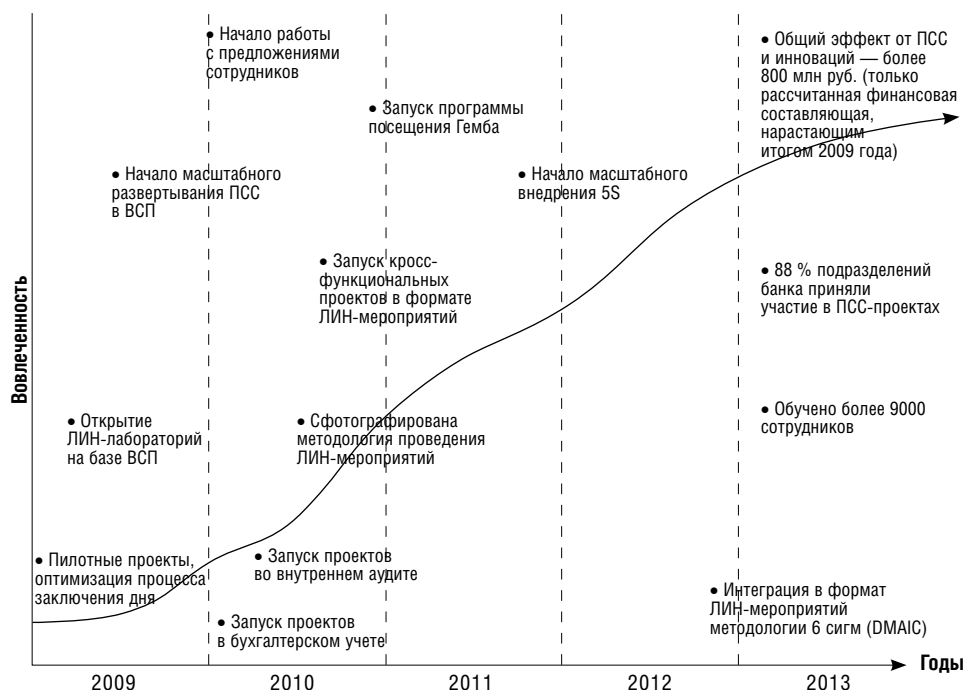 • Начало работы
с предложениями
сотрудников
• Общий эффект от ПСС
и инноваций — более
800 млн руб. (только
рассчитанная финансовая
составляющая,
нарастающим
итогом 2009 года)
• Запуск программы
посещения Гемба
• Начало масштабного
развертывания ПСС
в ВСП
• Начало масштабного
внедрения 5S
• Запуск кросс-
функциональных
проектов в формате
ЛИН-мероприятий
• 88 % подразделений
банка приняли
участие в ПСС-проектах
Вовлеченность
• Открытие
ЛИН-лабораторий
на базе ВСП
• Сфотографирована
методология проведения
ЛИН-мероприятий
• Обучено более 9000
сотрудников
• Пилотные проекты,
оптимизация процесса
заключения дня
• Запуск проектов
во внутреннем аудите
• Запуск проектов
в бухгалтерском учете
• Интеграция в формат
ЛИН-мероприятий
методологии 6 сигм (DMAIC)
Годы
2009 2010 2011 2012 2013